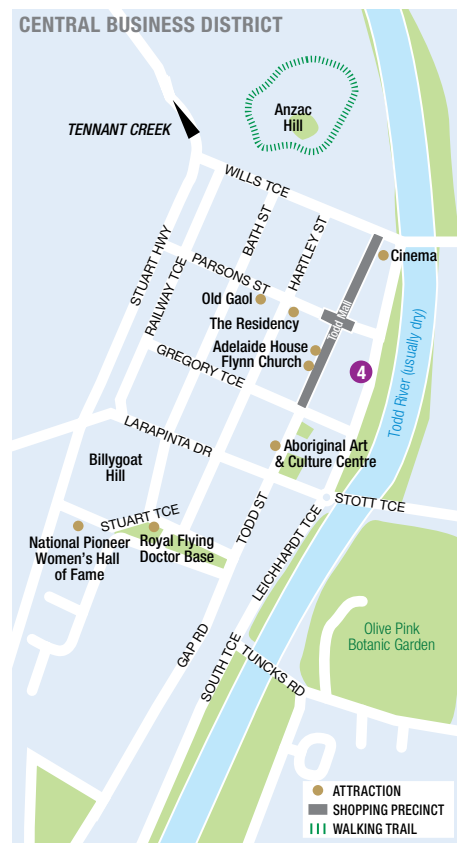 CENTRAL BUSINESS DISTRICT
Anzac
Hill
TENNANT CREEK
WILLS TCE
BATH ST
HARTLEY ST
STUART HWY
RAILWAY TCE
PARSONS ST
Cinema
Old Gaol
The Residency
Todd Mall
Adelaide House
Flynn Church
GREGORY TCE
4
Todd River (usually dry)
LARAPINTA DR
Billygoat
Hill
Aboriginal Art
& Culture Centre
STOTT TCE
STUART TCE
TODD ST
LEICHHARDT TCE
National Pioneer
Women's Hall
of Fame
Royal Flying
Doctor Base
GAP RD
SOUTH TCE
TUNCKS RD
Olive Pink
Botanic Garden
ATTRACTION
SHOPPING PRECINCT
WALKING TRAIL